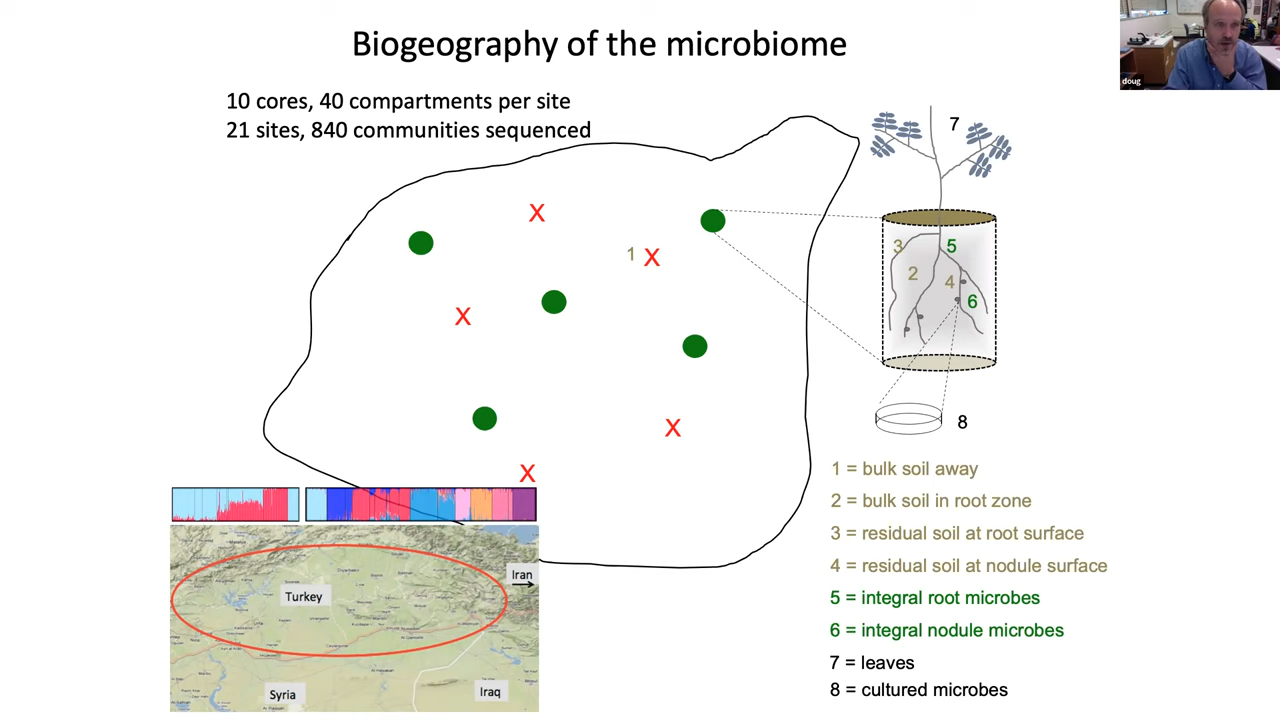 Biogeography of the microbiome
doug
10 cores, 40 compartments per site
21 sites, 840 communities sequenced
7
X
1 X
3
5
2
4
6
X
X
8
X
1 = bulk soil away
2 = bulk soil in root zone
3 = residual soil at root surface
4 = residual soil at nodule surface
5 = integral root microbes
6 = integral nodule microbes
7 = leaves
8 = cultured microbes
Iran
Turkey
Syria
Iraq